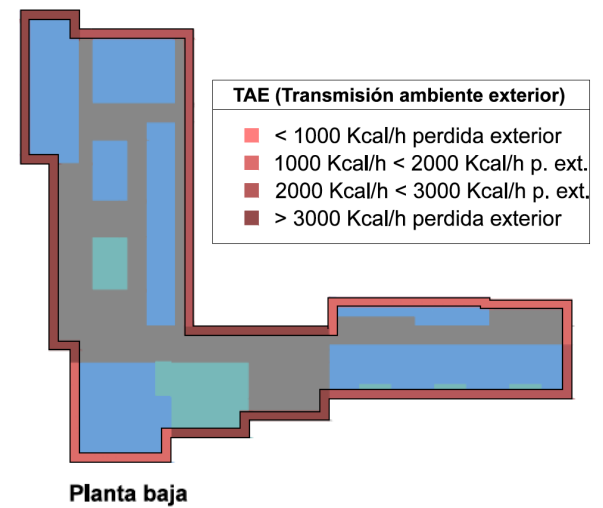 TAE (Transmisión ambiente exterior)
< 1000 Kcal/h perdida exterior
1000 Kcal/h < 2000 Kcal/h p. ext.
2000 Kcal/h < 3000 Kcal/h p. ext.
> 3000 Kcal/h perdida exterior
Planta baja